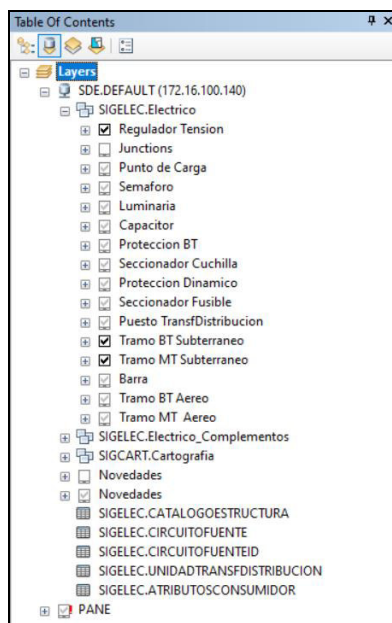 Table Of Contents
Layers
SDE.DEFAULT (172.16.100.140)
SIGELEC.Electrico
Regulador Tension
Junctions
Punto de Carga
Semaforo
Luminaria
Capacitor
Proteccion BT
Seccionador Cuchilla
Proteccion Dinamico
Seccionador Fusible
Puesto TransfDistribucion
Tramo BT Subterraneo
Tramo MT Subterraneo
Barra
Tramo BT Aereo
Tramo MT Aereo
SIGELEC.Electrico_Complementos
SIGCART.Cartografia
Novedades
Novedades
SIGELEC.CATALOGOESTRUCTURA
SIGELEC.CIRCUITOFUENTE
SIGELEC.CIRCUITOFUENTEID
SIGELEC.UNIDADTRANSFDISTRIBUCION
SIGELEC.ATRIBUTOSCONSUMIDOR
PANE